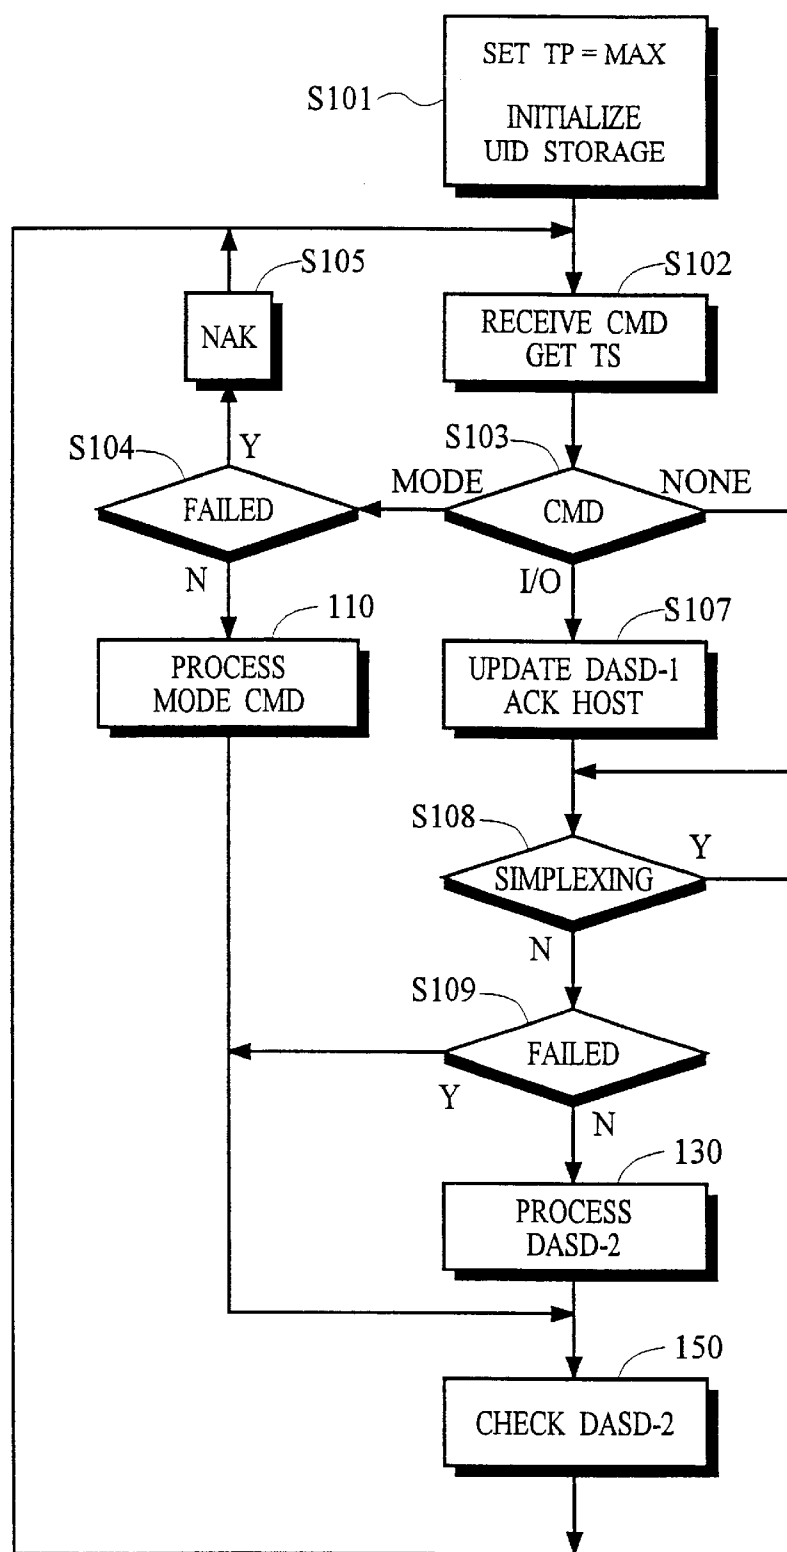 SET TP = MAX
INITIALIZE
UID STORAGE
S101
S105
S102
NAK
RECEIVE CMD
GET TS
S104
Y
S103
MODE
NONE
FAILED
CMD
N
I/O
110
S107
PROCESS
MODE CMD
UPDATE DASD-1
ACK HOST
S108
Y
SIMPLEXING
N
S109
FAILED
Y
N
130
PROCESS
DASD-2
150
CHECK DASD-2